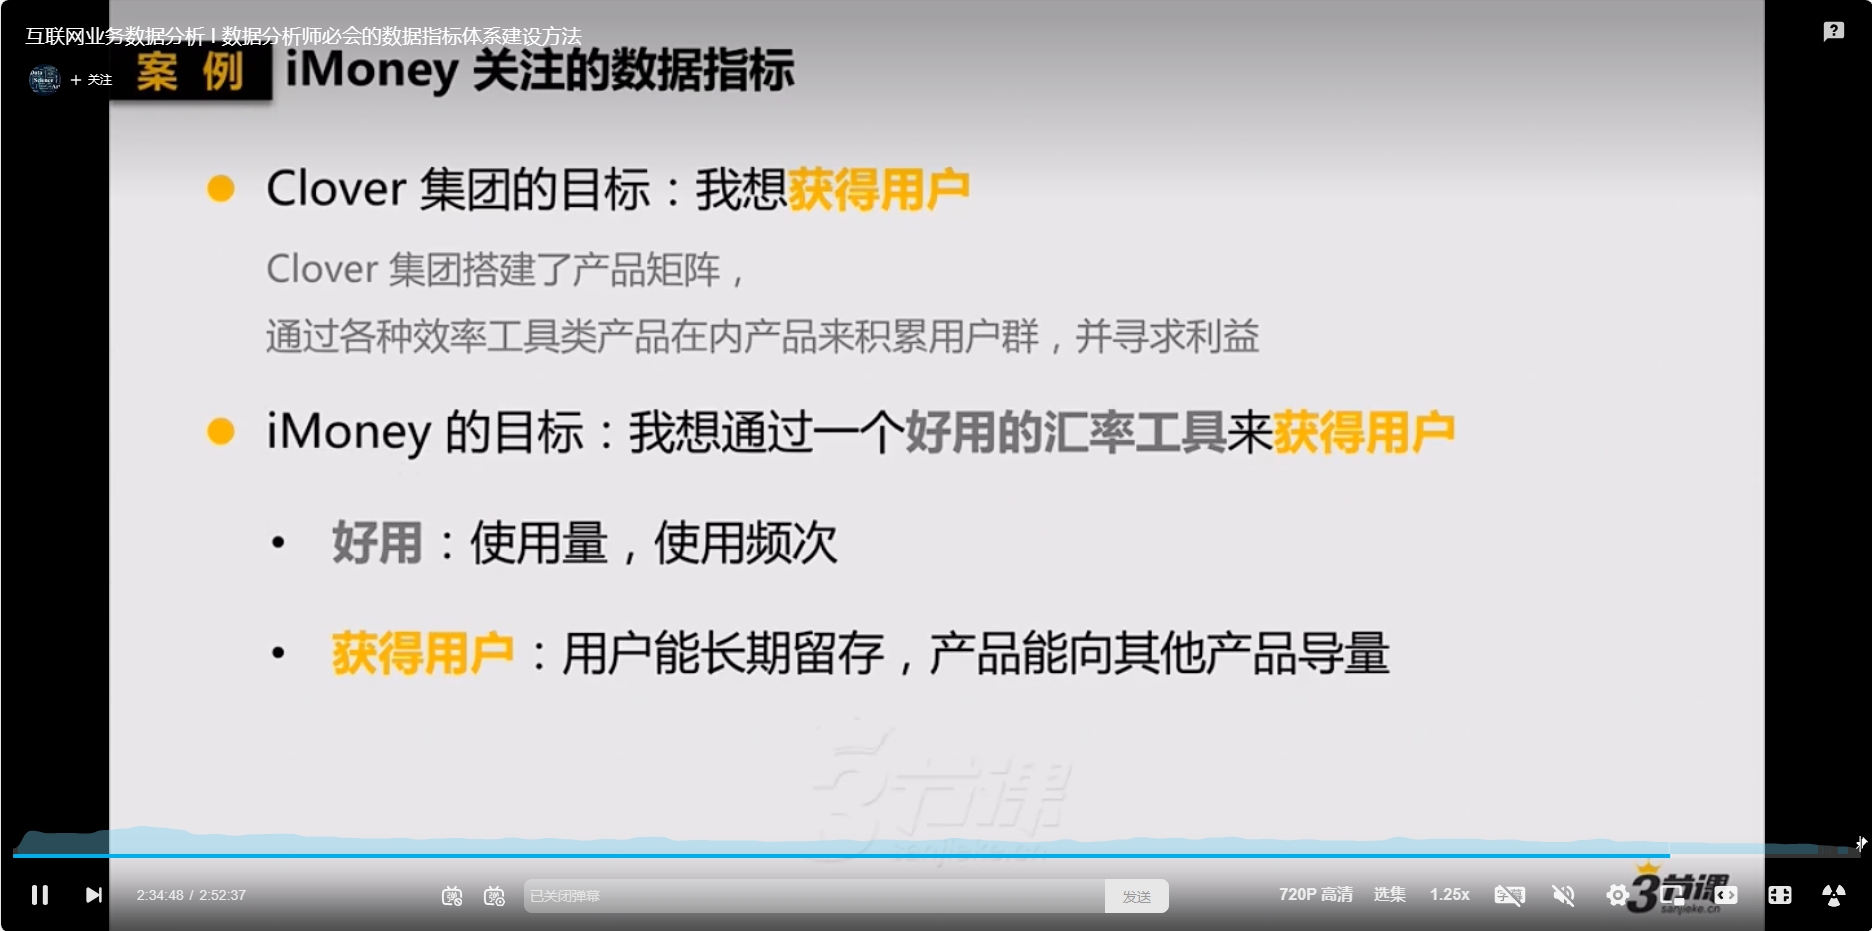 互联网业务数据分析 | 数据分析师必会的数据指标体系建设方法
+ 关注
案 例
iMoney 关注的数据指标
Clover 集团的目标：我想获得用户
Clover 集团搭建了产品矩阵，
通过各种效率工具类产品在内产品来积累用户群，并寻求利益
iMoney 的目标：我想通过一个好用的汇率工具来获得用户
• 好用：使用量，使用频次
• 获得用户：用户能长期留存，产品能向其他产品导量
3节课
sanjieke.cn
2:34:48 / 2:52:37
已关闭弹幕
发送
720P 高清
选集
1.25x
3节课
sanjieke.cn